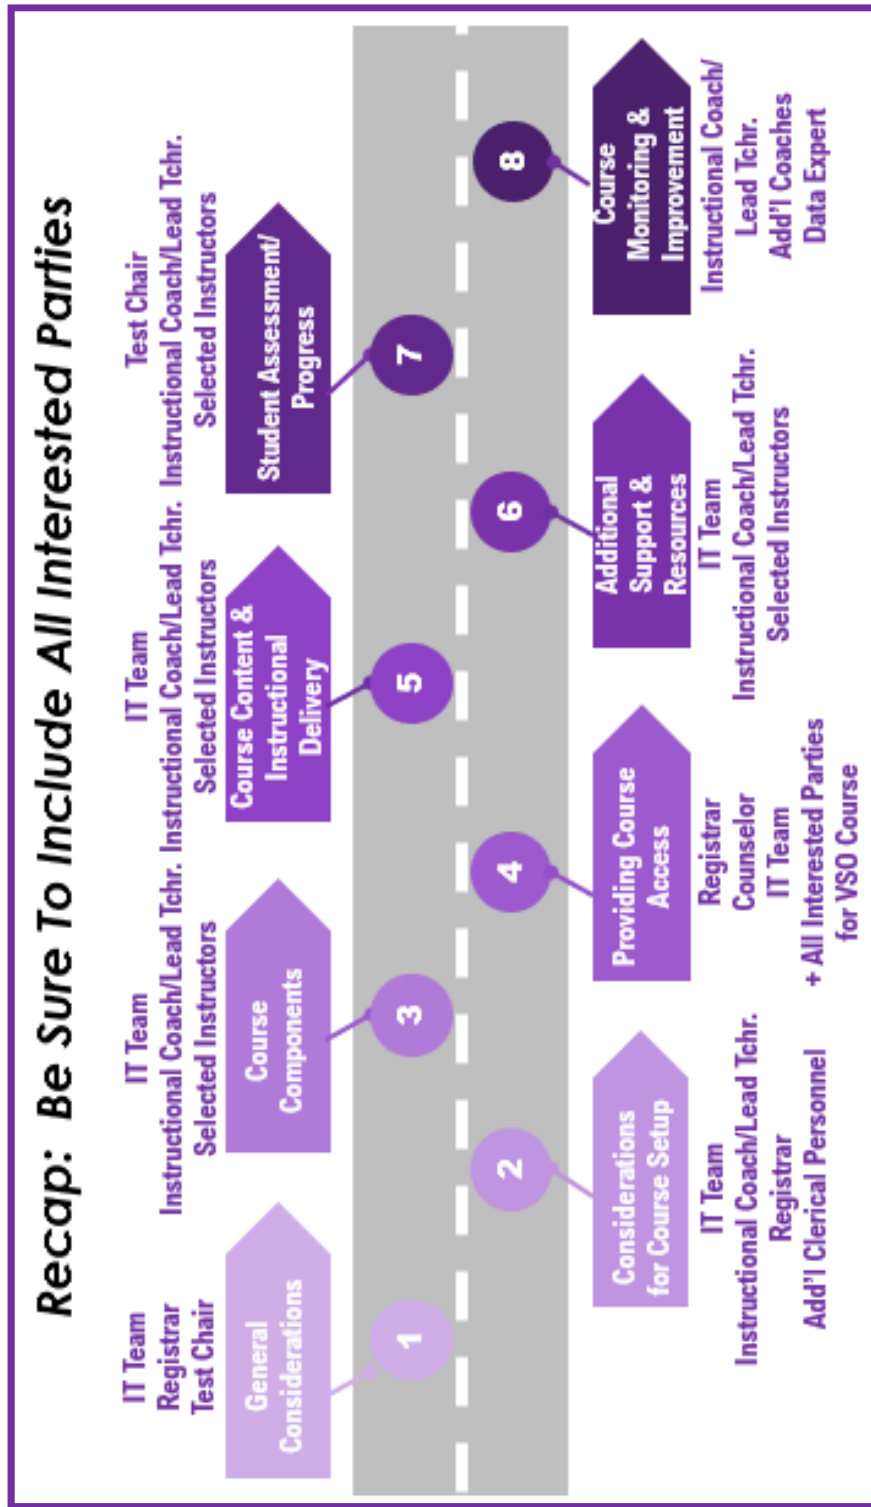 Recap: Be Sure To Include All Interested Parties
IT Team
Registrar
Test Chair
General
Considerations
1
2
Considerations
for Course Setup
IT Team
Instructional Coach/Lead Tchr.
Registrar
Add'l Clerical Personnel
IT Team
Instructional Coach/Lead Tchr.
Selected Instructors
Course
Components
3
4
Providing Course
Access
Registrar
Counselor
IT Team
+ All Interested Parties
for VSO Course
IT Team
Instructional Coach/Lead Tchr.
Selected Instructors
Course Content &
Instructional
Delivery
5
6
Additional
Support &
Resources
IT Team
Instructional Coach/Lead Tchr.
Selected Instructors
Test Chair
Instructional Coach/Lead Tchr.
Selected Instructors
Student Assessment/
Progress
7
8
Course
Monitoring &
Improvement
Instructional Coach/
Lead Tchr.
Add'l Coaches
Data Expert